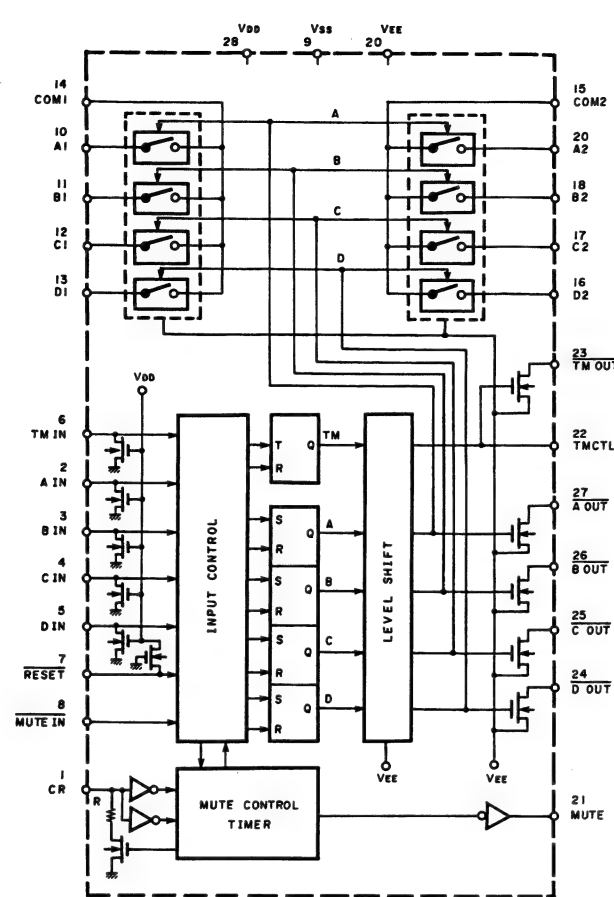 VDD
VSS
VEE
28
9
20
14
COM1
15
COM2
A
10
A1
20
A2
B
11
B1
18
B2
C
12
C1
17
C2
D
13
D1
16
D2
23
TM OUT
VDD
6
TM IN
22
TMCTL
2
A IN
3
B IN
4
C IN
5
D IN
7
RESET
8
MUTE IN
INPUT CONTROL
T Q TM
R
S
Q A
R
S
Q B
R
S
Q C
R
S
Q D
R
LEVEL SHIFT
27
A OUT
26
B OUT
25
C OUT
24
D OUT
VEE
VEE
1
CR
R
MUTE CONTROL
TIMER
21
MUTE